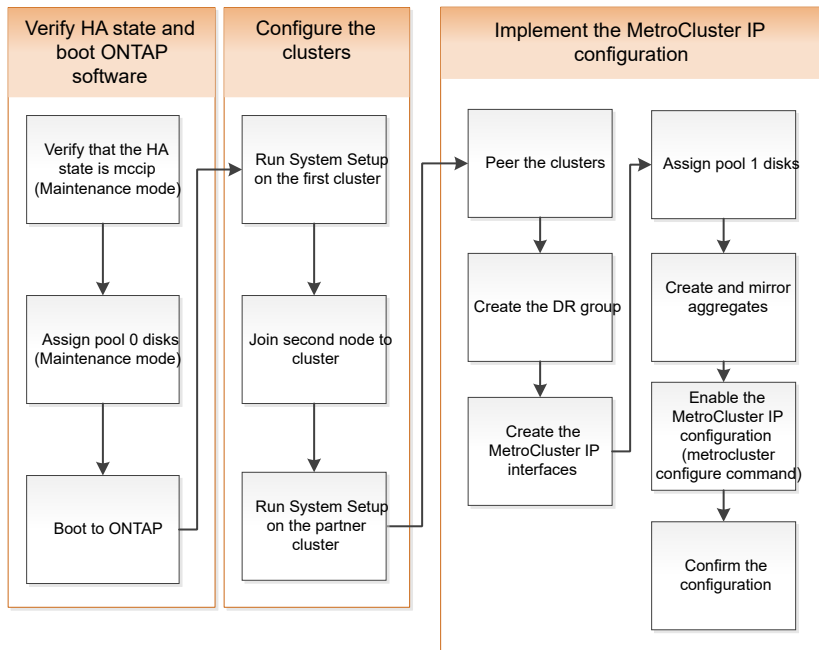 Verify HA state and
boot ONTAP
software
Verify that the HA
state is mccip
(Maintenance mode)
Assign pool 0 disks
(Maintenance mode)
Boot to ONTAP
Configure the
clusters
Run System Setup
on the first cluster
Join second node to
cluster
Run System Setup
on the partner
cluster
Implement the MetroCluster IP
configuration
Peer the clusters
Create the DR group
Create the
MetroCluster IP
interfaces
Assign pool 1 disks
Create and mirror
aggregates
Enable the
MetroCluster IP
configuration
(metrocluster
configure command)
Confirm the
configuration